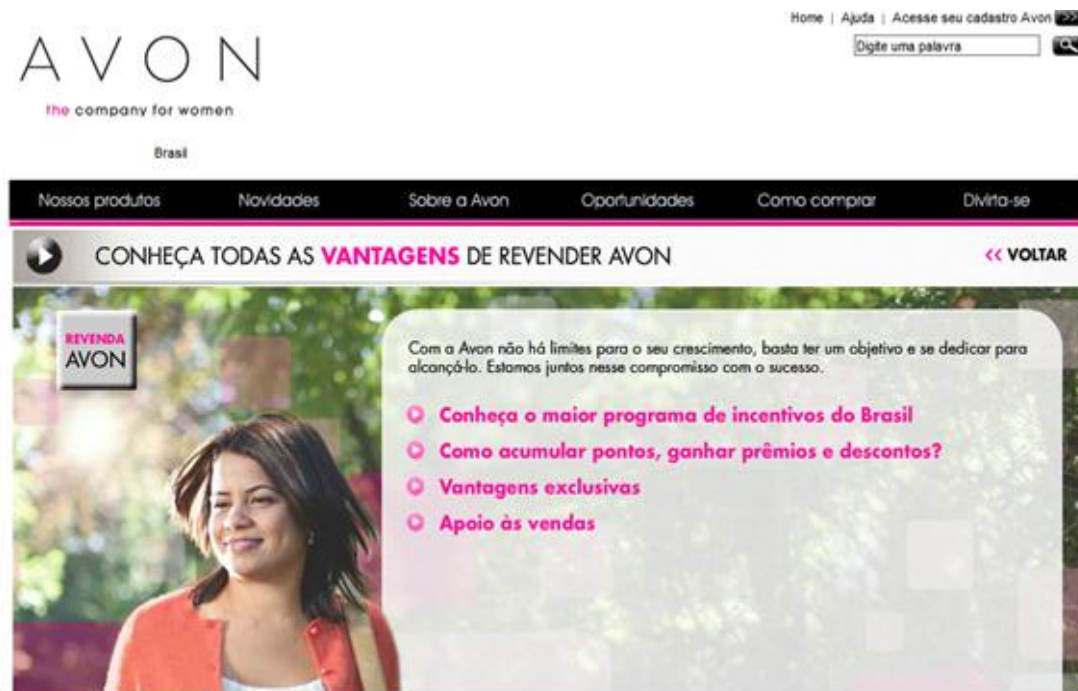 Home | Ajuda | Acesse seu cadastro Avon >>
Digite uma palavra
AVON
the company for women
Brasil
Nossos produtos Novidades Sobre a Avon Oportunidades Como comprar Divirta-se
CONHEÇA TODAS AS VANTAGENS DE REVENDER AVON << VOLTAR
REVENDA
AVON
Com a Avon não há limites para o seu crescimento, basta ter um objetivo e se dedicar para
alcançá-lo. Estamos juntos nesse compromisso com o sucesso.
Conheça o maior programa de incentivos do Brasil
Como acumular pontos, ganhar prêmios e descontos?
Vantagens exclusivas
Apoio às vendas